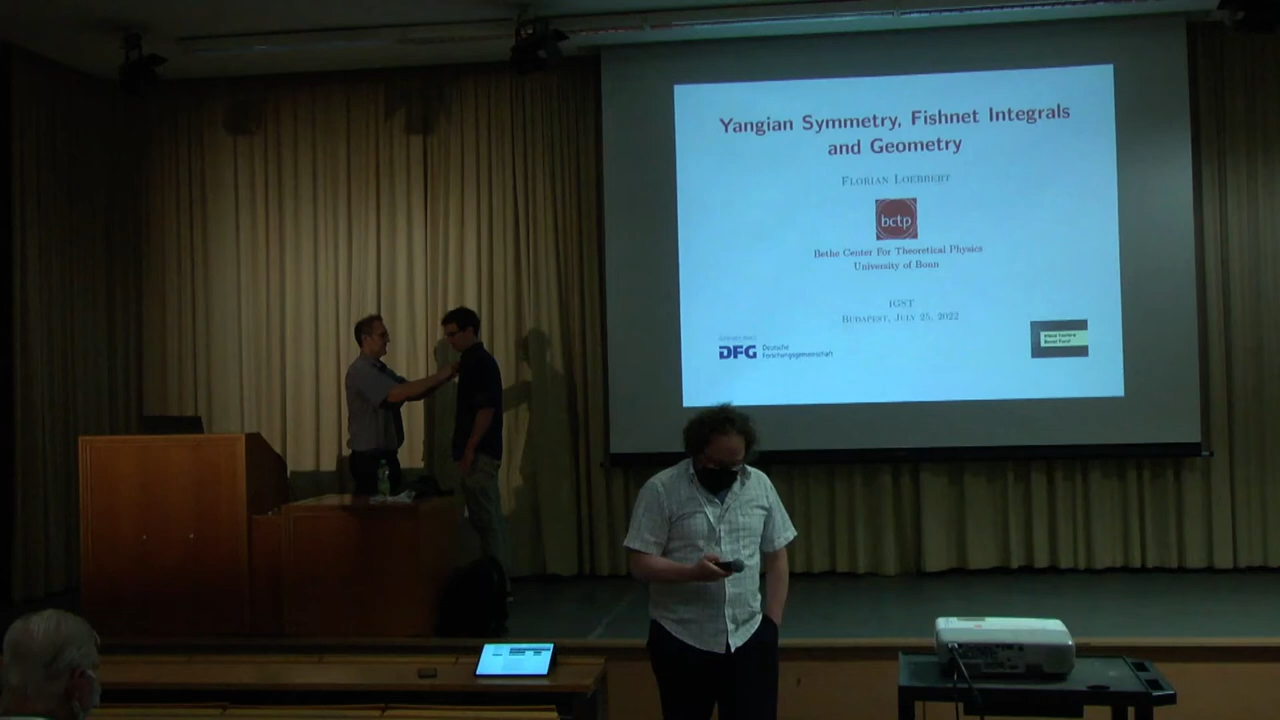 Yangian Symmetry, Fishnet Integrals
and Geometry
FLORIAN LOEBBERT
bctp
Bethe Center For Theoretical Physics
University of Bonn
IGST
BUDAPEST, JULY 25, 2022
DFG Deutsche
Forschungsgemeinschaft